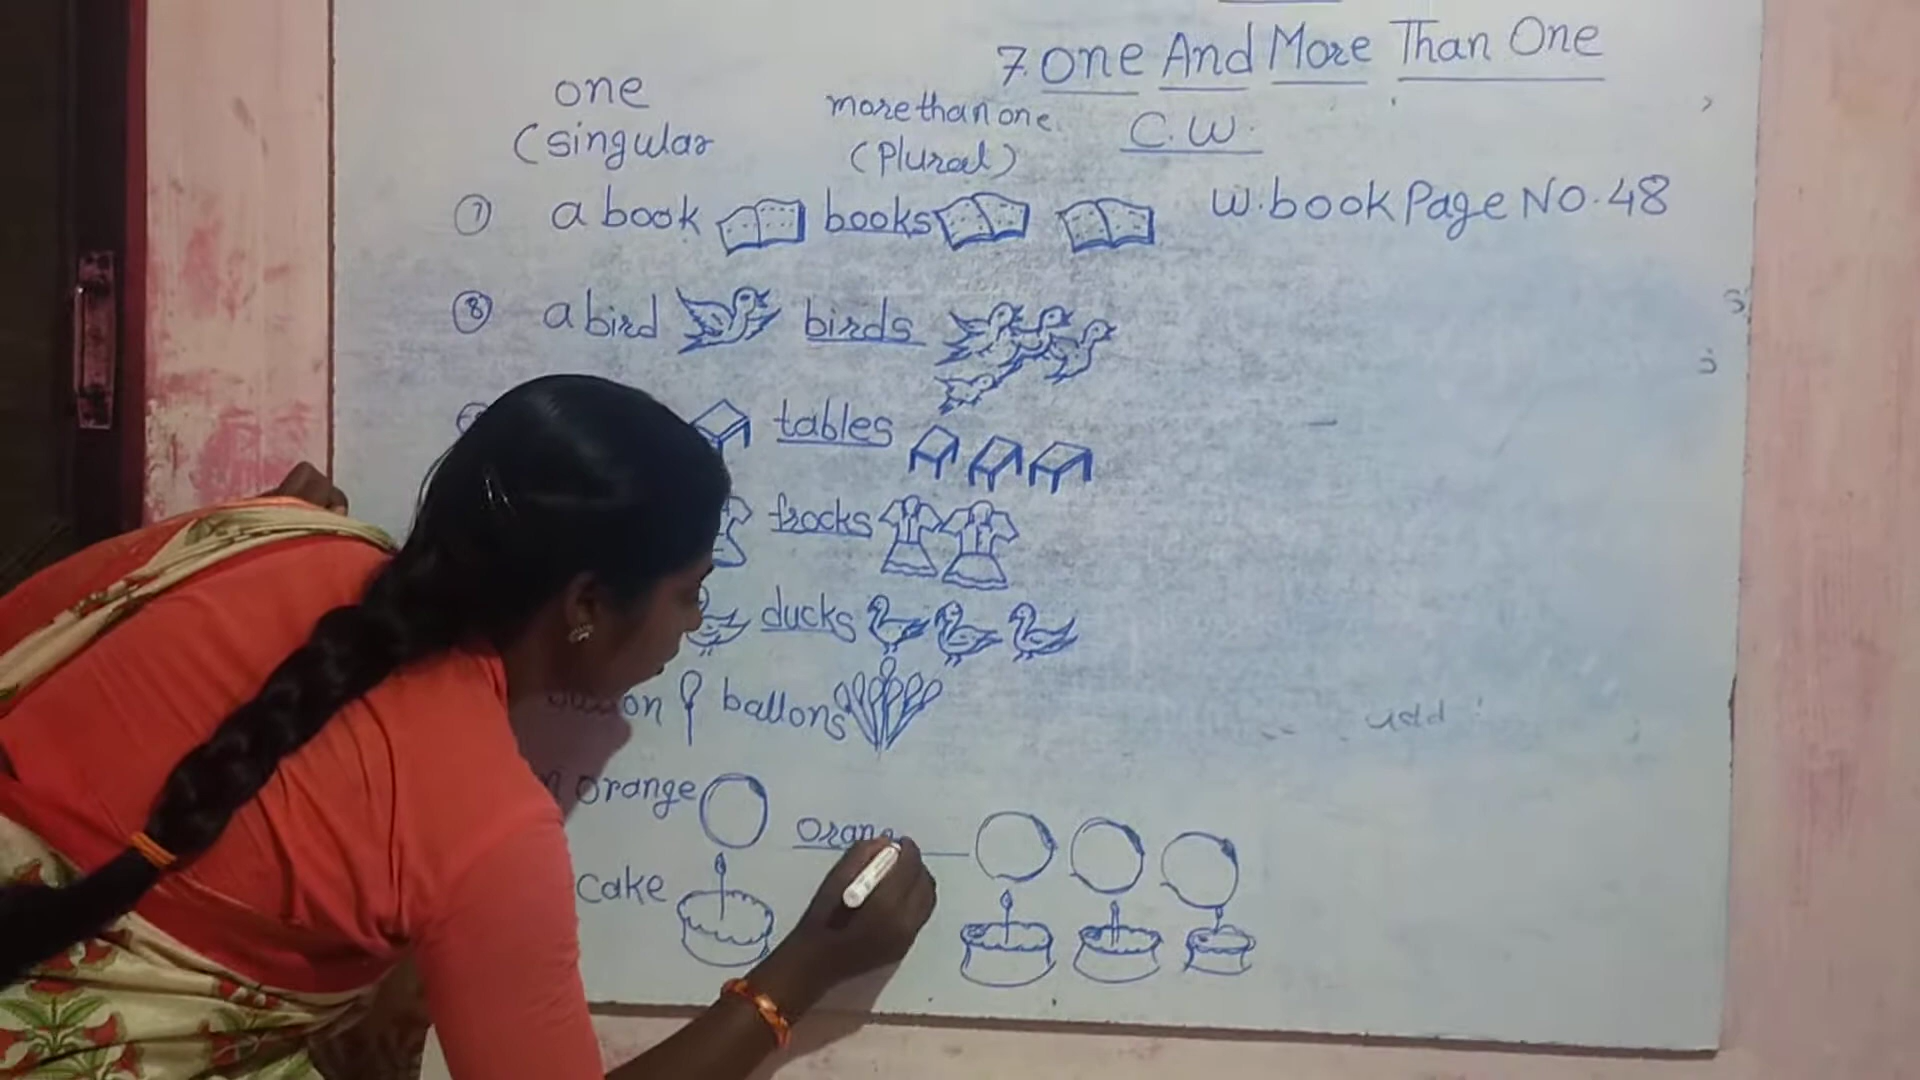 7. One And More Than One
one
more than one.
C.W.
(singular
(Plural)
① a book books
W.book Page No. 48
⑧ a bird birds
tables
frocks
ducks
ballons
orange
cake